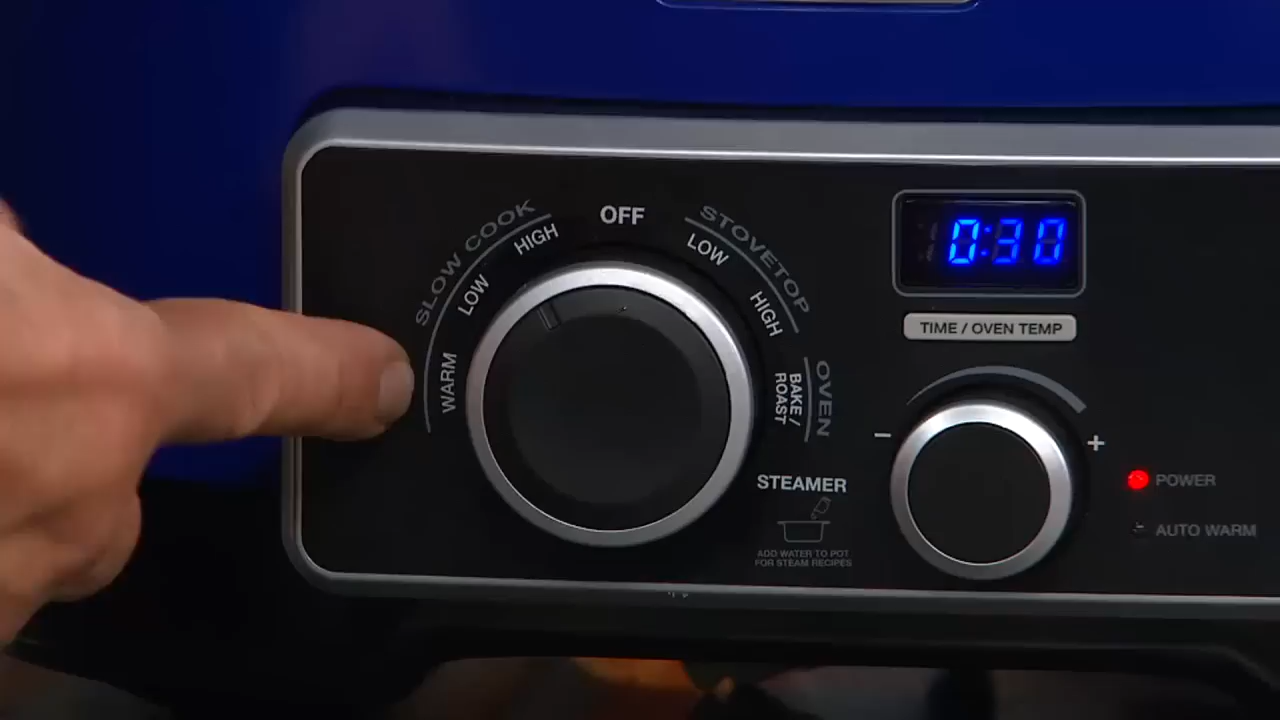 SLOW COOK
WARM
LOW
HIGH
OFF
STOVETOP
LOW
HIGH
OVEN
BAKE /
ROAST
STEAMER
ADD WATER TO POT
FOR STEAM RECIPES
0:30
TIME / OVEN TEMP
- +
POWER
AUTO WARM